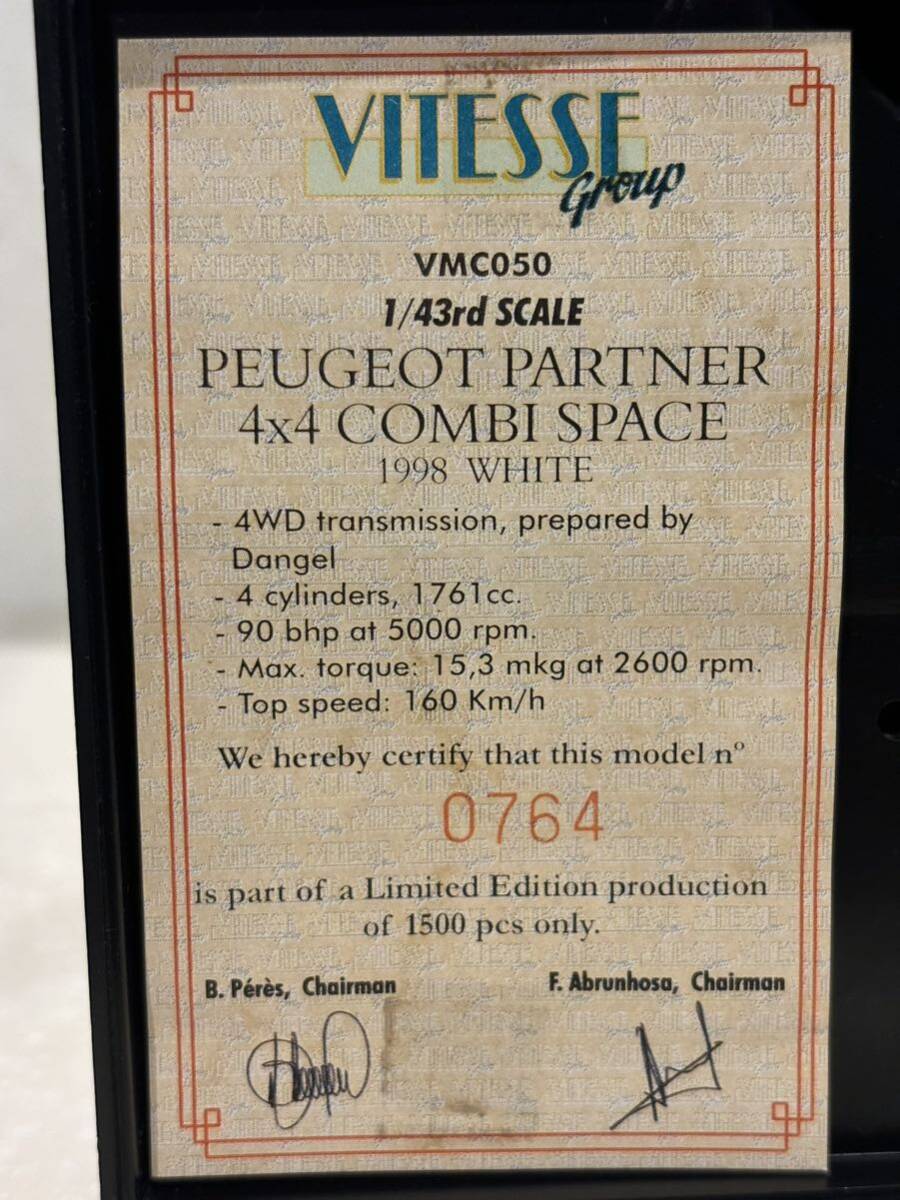 VITESSE
Group
VMC050
1/43rd SCALE
PEUGEOT PARTNER
4x4 COMBI SPACE
1998 WHITE
- 4WD transmission, prepared by
Dangel
- 4 cylinders, 1761cc.
- 90 bhp at 5000 rpm.
- Max. torque: 15,3 mkg at 2600 rpm.
- Top speed: 160 Km/h
We hereby certify that this model nº
0764
is part of a Limited Edition production
of 1500 pcs only.
B. Pérès, Chairman
F. Abrunhosa, Chairman